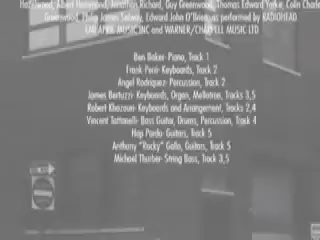 Hazelwood, Albert Hammond, Jonathan Richard, Guy Greenwood, Thomas Edward Yorke, Colin Charles
Greenwood, Philip James Selway, Edward John O'Brien as performed by RADIOHEAD
EMI APRIL MUSIC INC and WARNER/CHAPPELL MUSIC LTD
Ben Baker-Piano, Track 1
Frank Pero-Keyboards, Track 2
Angel Rodriguez-Percussion, Track 2
James Bertuzzi-Keyboards, Organ, Mellotron, Tracks 3,5
Robert Khozouri-Keyboards and Arrangement, Tracks 2,4
Vincent Tattanelli-Bass Guitar, Drums, Percussion, Track 4
Hap Pardo-Guitars, Track 5
Anthony "Rocky" Gallo, Guitars, Track 5
Michael Thurber-String Bass, Track 3,5